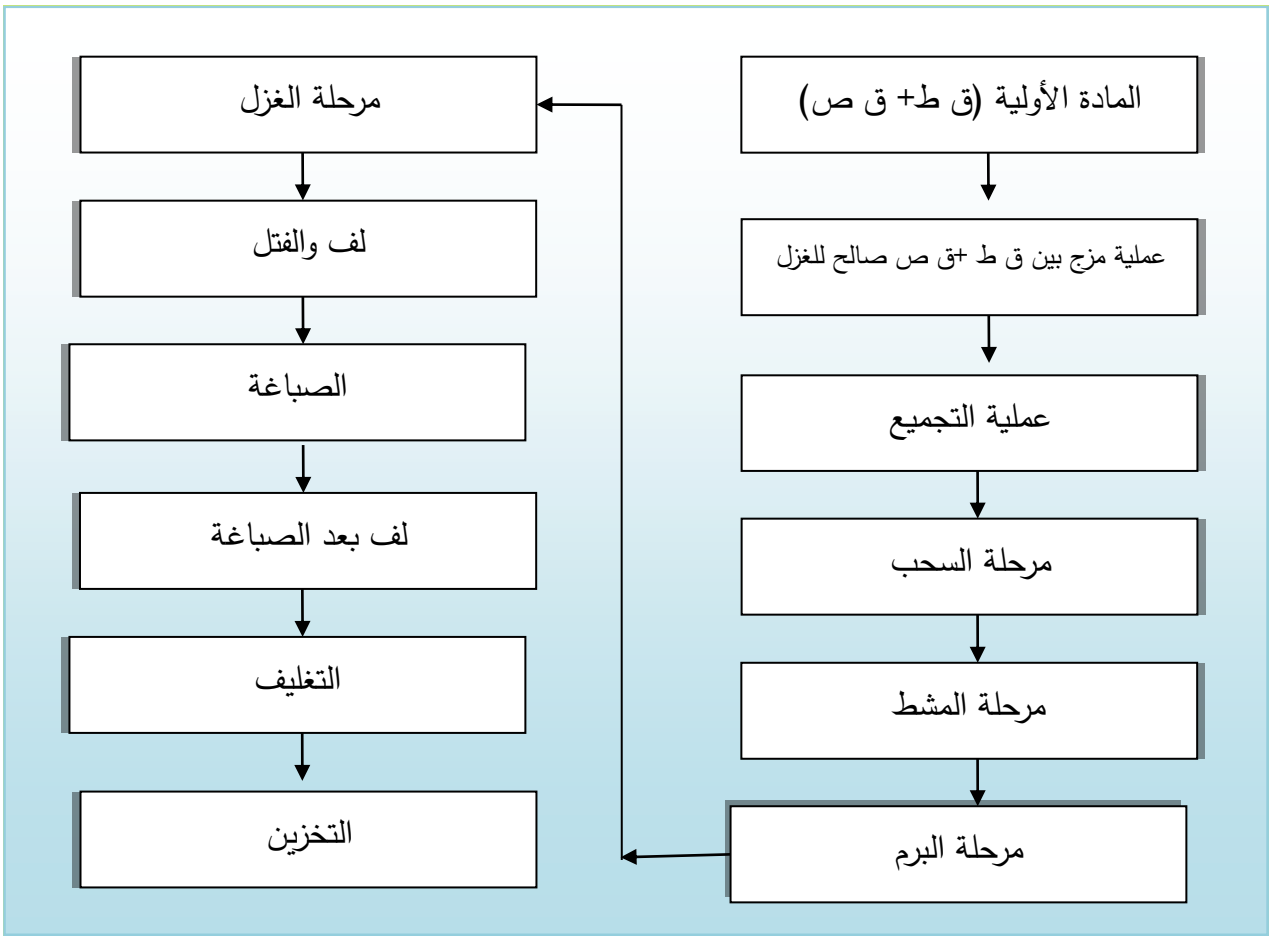 المادة الأولية (ق ط+ ق ص)
عملية مزج بين ق ط +ق ص صالح للغزل
عملية التجميع
مرحلة السحب
مرحلة المشط
مرحلة البرم
مرحلة الغزل
لف والفتل
الصباغة
لف بعد الصباغة
التغليف
التخزين